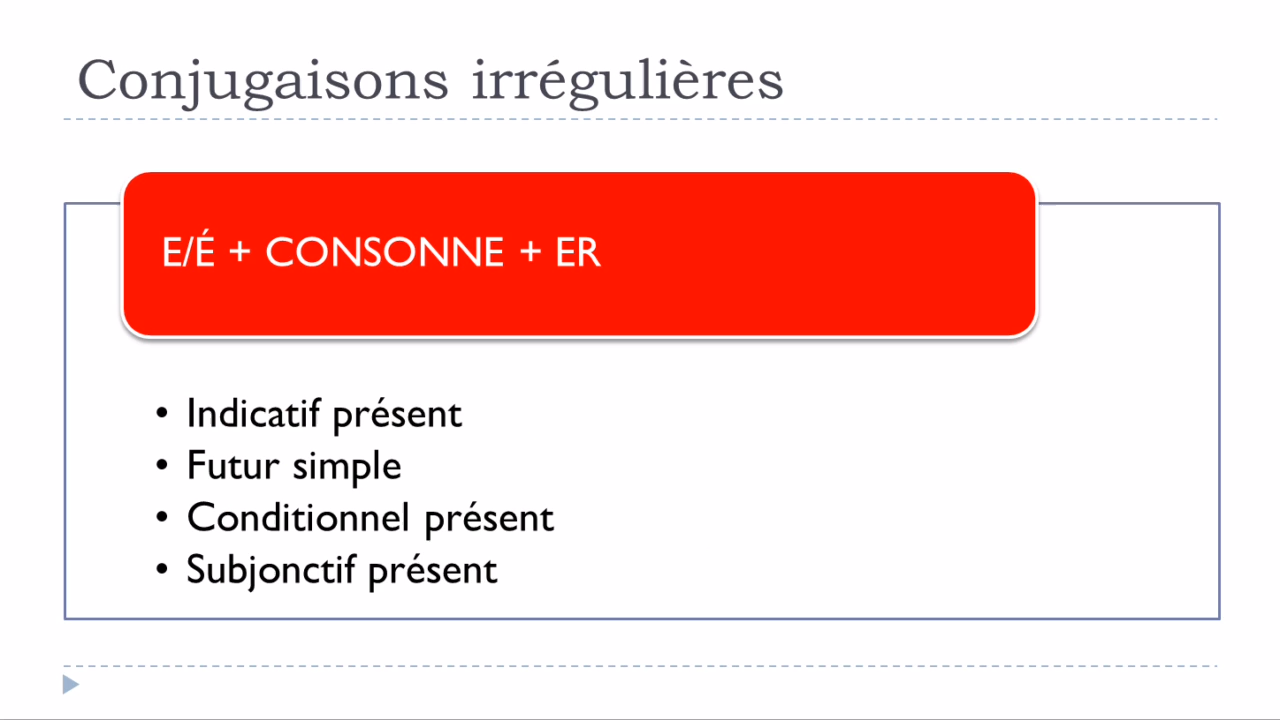 Conjugaisons irrégulières
E/É + CONSONNE + ER
• Indicatif présent
• Futur simple
• Conditionnel présent
• Subjonctif présent